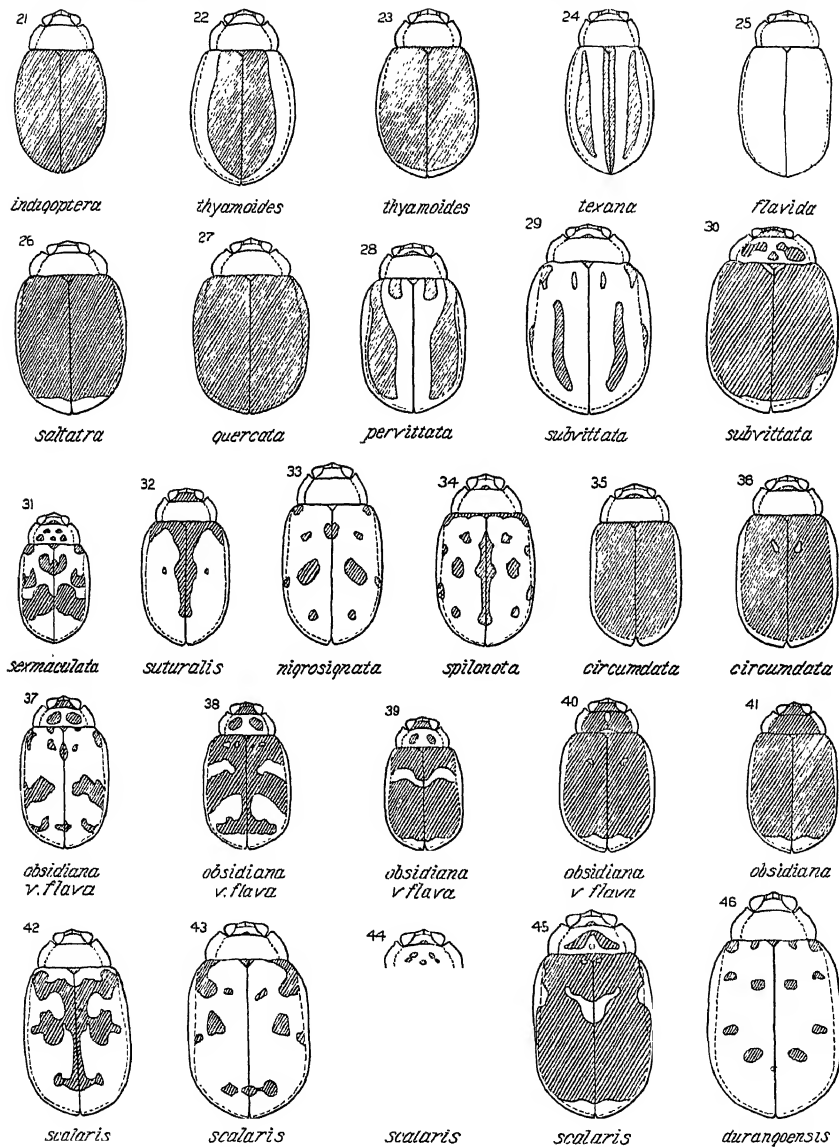 21 22 23 24 25
indigoptera thyamoides thyamoides texana flavida
26 27 28 29 30
saltatra quercata pervittata subvittata subvittata
31 32 33 34 35 36
sexmaculata suturalis nigrosignata spilonota circumdata circumdata
37 38 39 40 41
obsidiana obsidiana obsidiana obsidiana obsidiana
v. flava v. flava v flava v flava
42 43 44 45 46
scalaris scalaris scalaris scalaris durangoensis